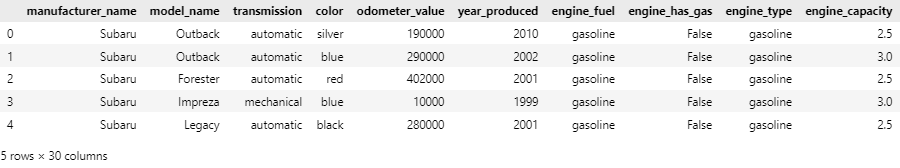 manufacturer_name model_name transmission color odometer_value year_produced engine_fuel engine_has_gas engine_type engine_capacity
0 Subaru Outback automatic silver 190000 2010 gasoline False gasoline 2.5
1 Subaru Outback automatic blue 290000 2002 gasoline False gasoline 3.0
2 Subaru Forester automatic red 402000 2001 gasoline False gasoline 2.5
3 Subaru Impreza mechanical blue 10000 1999 gasoline False gasoline 3.0
4 Subaru Legacy automatic black 280000 2001 gasoline False gasoline 2.5
5 rows × 30 columns